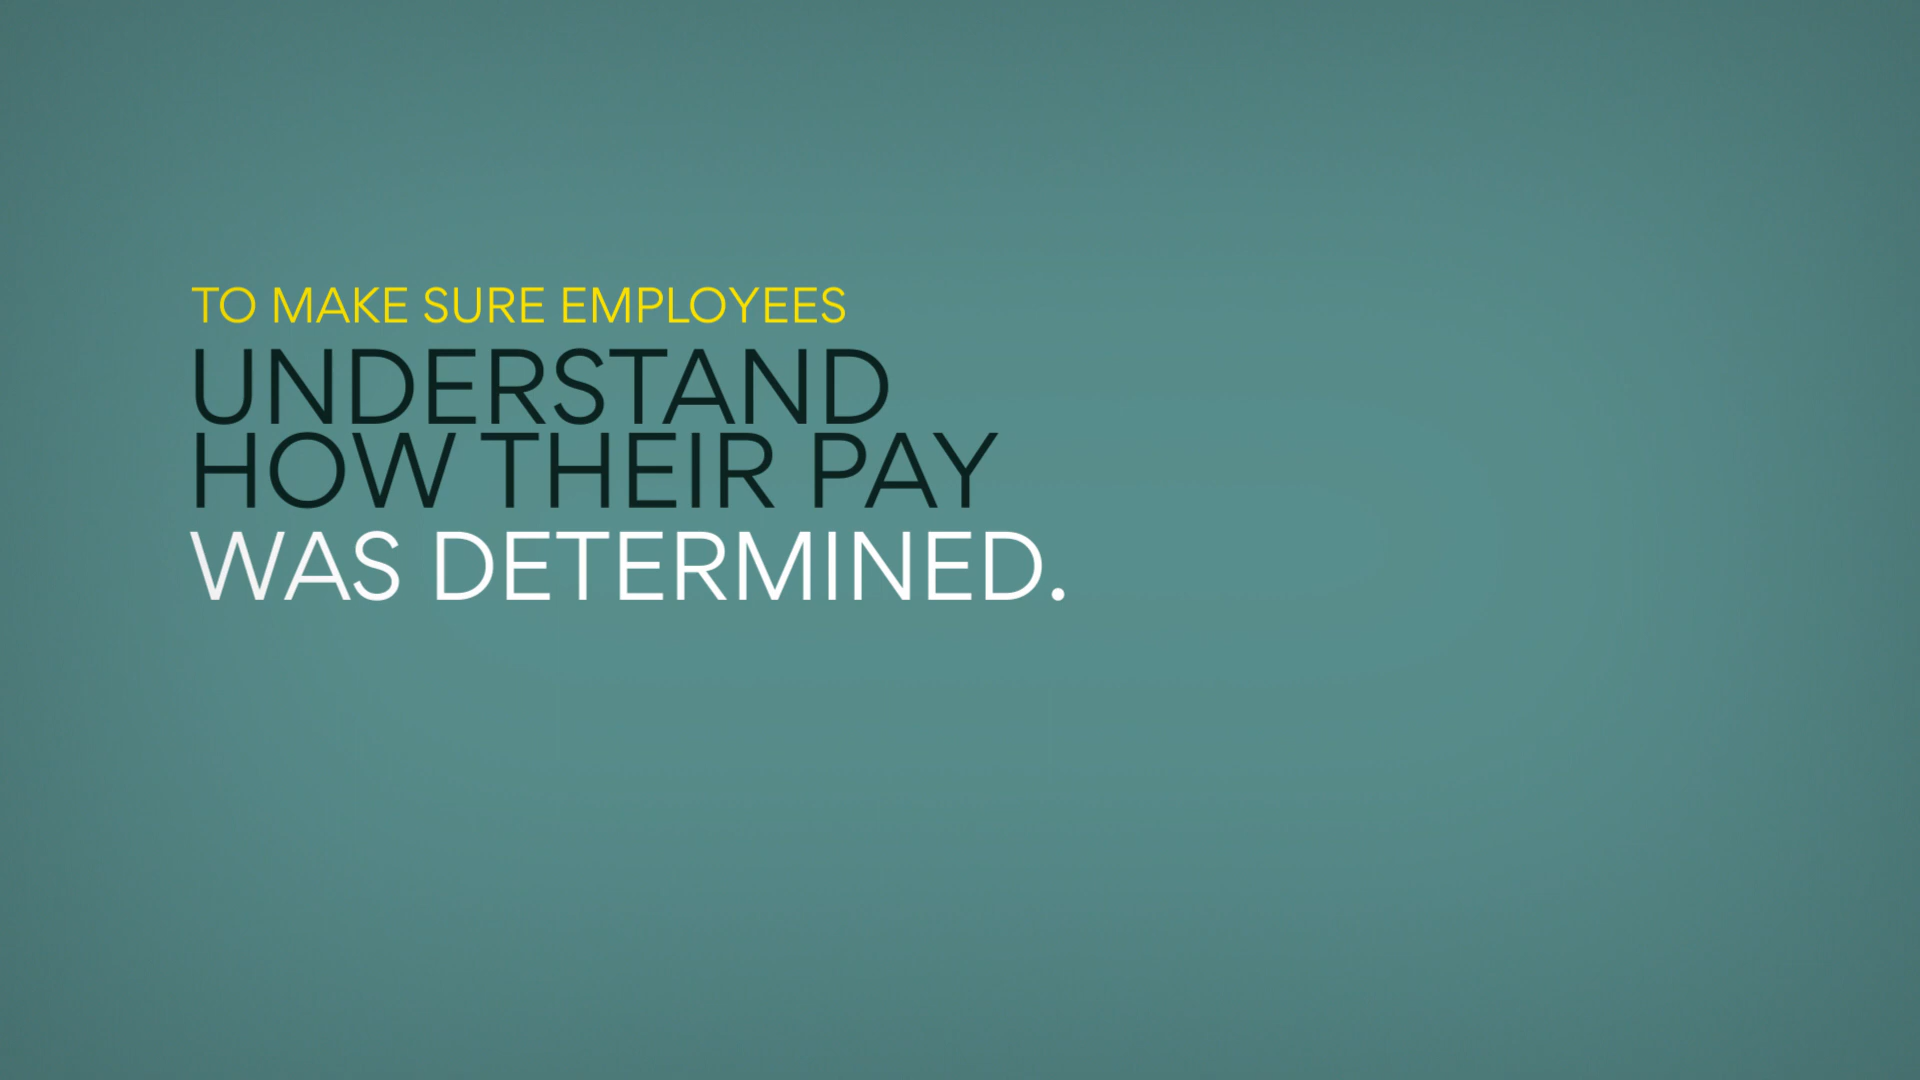 TO MAKE SURE EMPLOYEES
UNDERSTAND
HOW THEIR PAY
WAS DETERMINED.